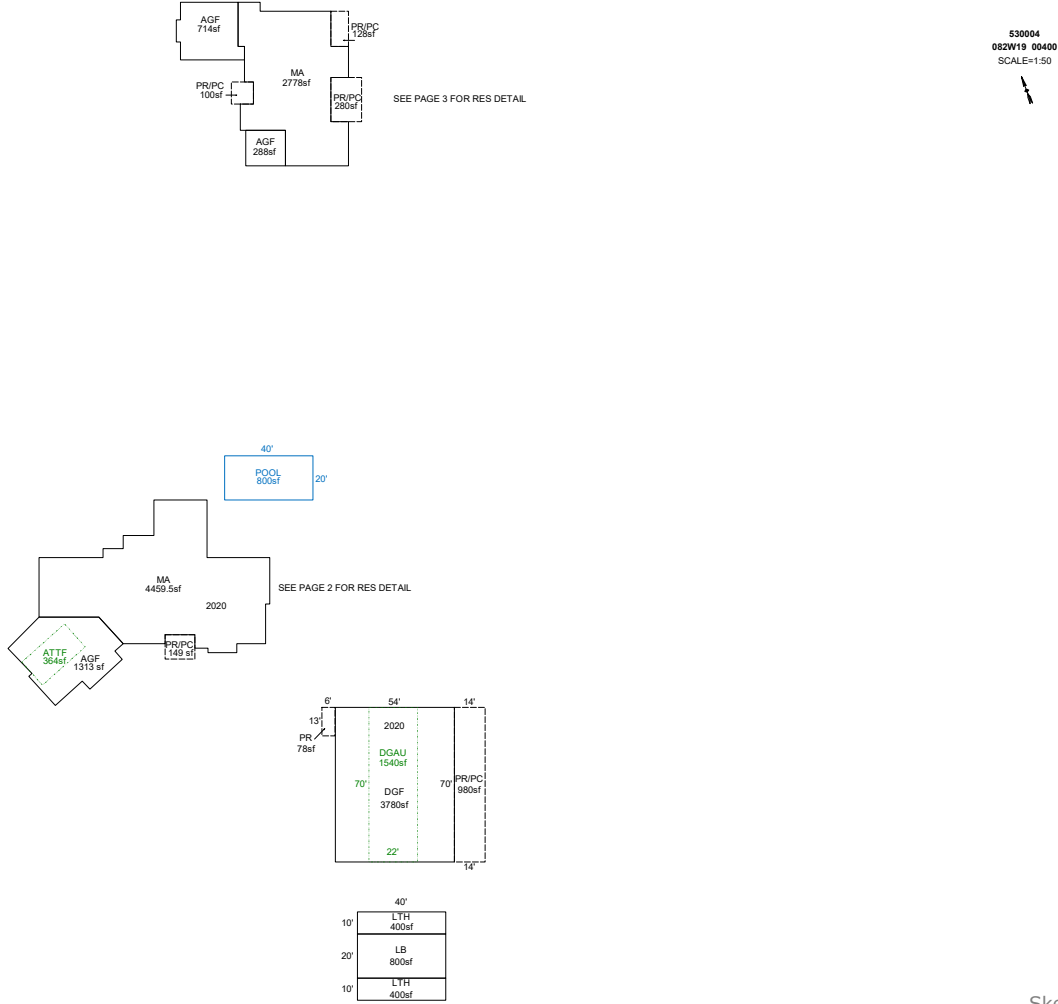 AGF
714sf
PR/PC
128sf
530004
082W19 00400
SCALE=1:50
MA
2778sf
PR/PC
100sf
PR/PC
280sf
SEE PAGE 3 FOR RES DETAIL
AGF
288sf
40'
POOL
800sf
20'
MA
4459.5sf
SEE PAGE 2 FOR RES DETAIL
2020
PR/PC
149 sf
ATTF
364sf
AGF
1313 sf
6'
54'
14'
13'
2020
PR
78sf
DGAU
1540sf
70'
70'
PR/PC
980sf
DGF
3780sf
22'
14'
40'
10'
LTH
400sf
20'
LB
800sf
10'
LTH
400sf